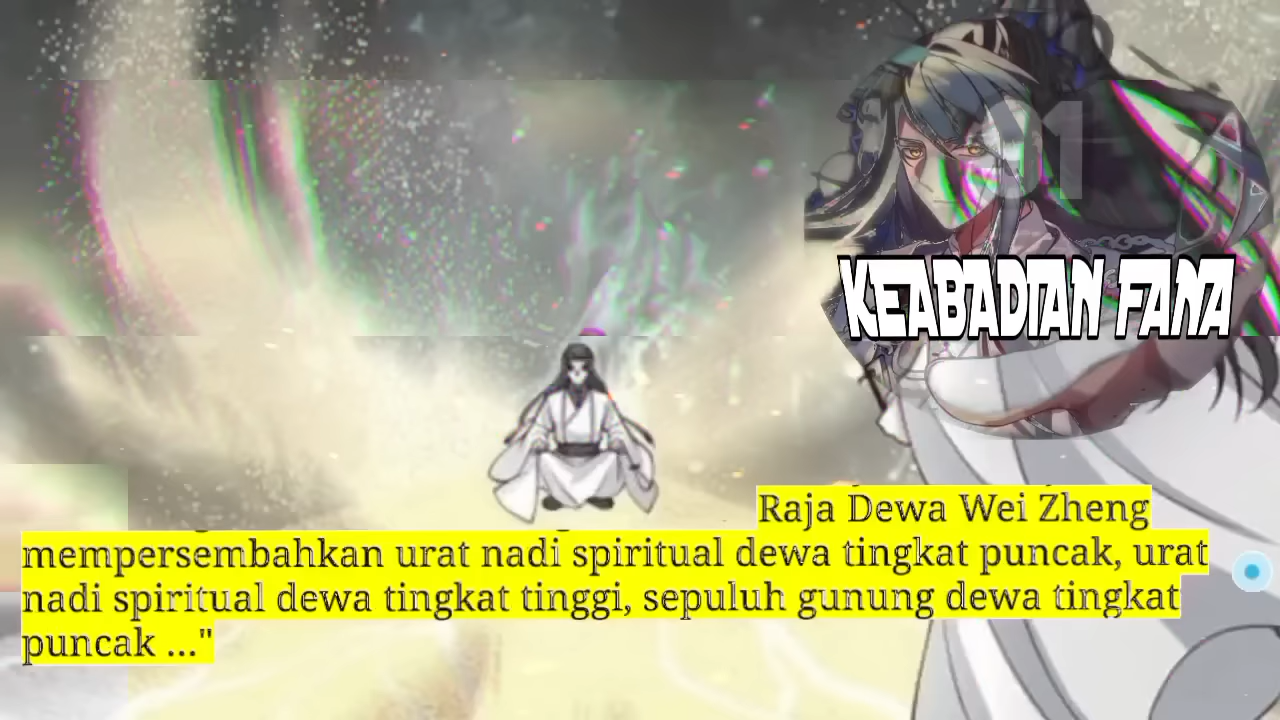 01
KEABADIAN FANA
Raja Dewa Wei Zheng
mempersembahkan urat nadi spiritual dewa tingkat puncak, urat
nadi spiritual dewa tingkat tinggi, sepuluh gunung dewa tingkat
puncak ..."